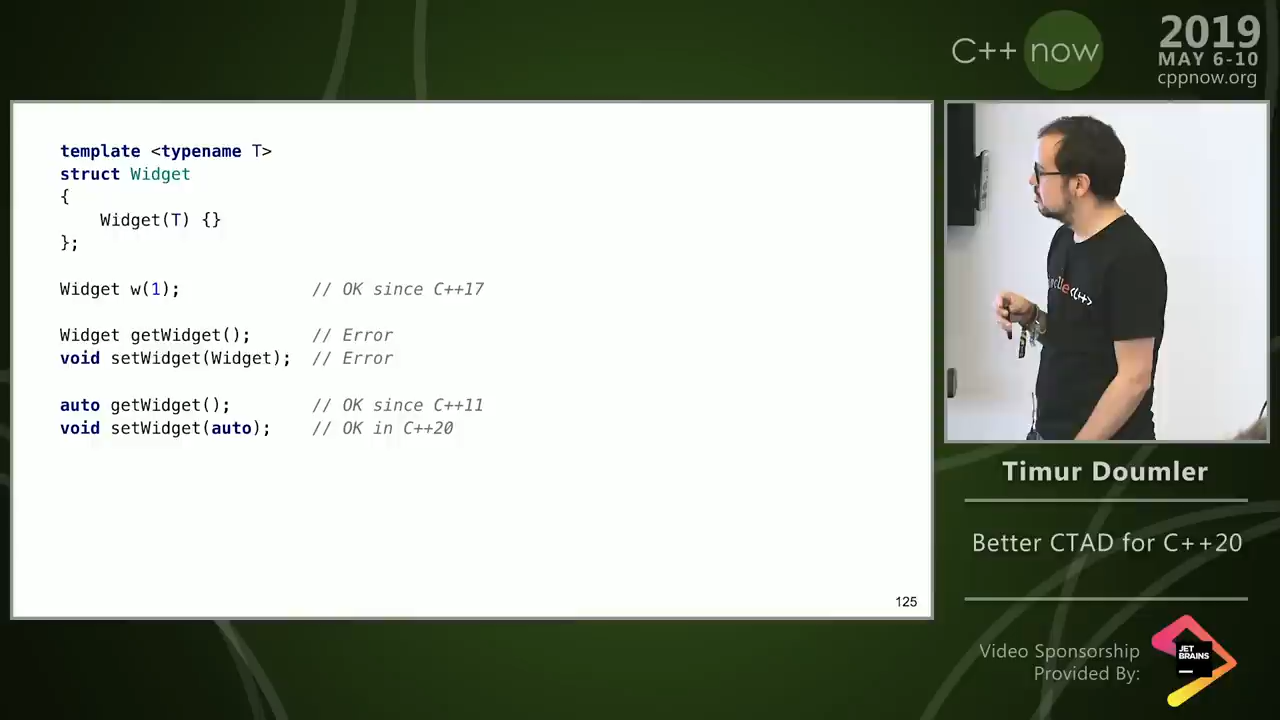 C++ now
2019
MAY 6-10
cppnow.org
template <typename T>
struct Widget
{
    Widget(T) {}
};
Widget w(1);             // OK since C++17
Widget getWidget();      // Error
void setWidget(Widget);  // Error
auto getWidget();        // OK since C++11
void setWidget(auto);    // OK in C++20
125
Timur Doumler
Better CTAD for C++20
Video Sponsorship
Provided By:
JET
BRAINS